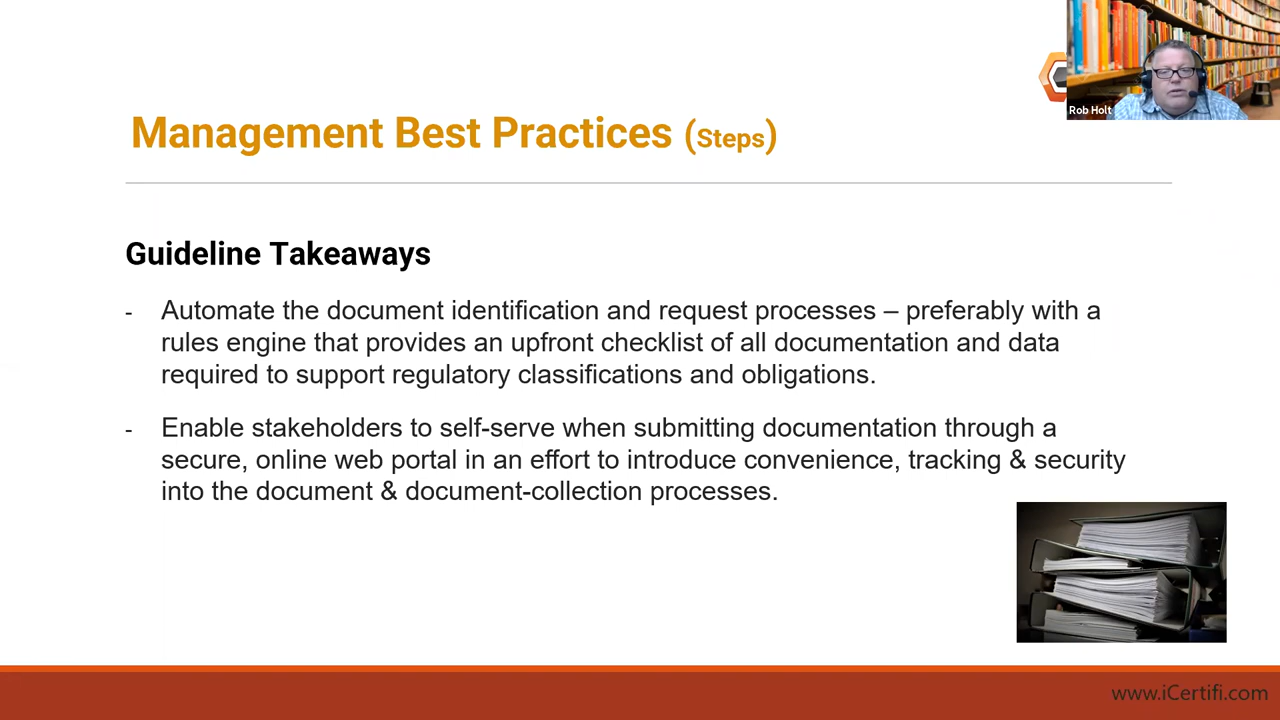 Rob Holt
Management Best Practices (Steps)
Guideline Takeaways
- Automate the document identification and request processes – preferably with a
rules engine that provides an upfront checklist of all documentation and data
required to support regulatory classifications and obligations.
- Enable stakeholders to self-serve when submitting documentation through a
secure, online web portal in an effort to introduce convenience, tracking & security
into the document & document-collection processes.
www.iCertifi.com